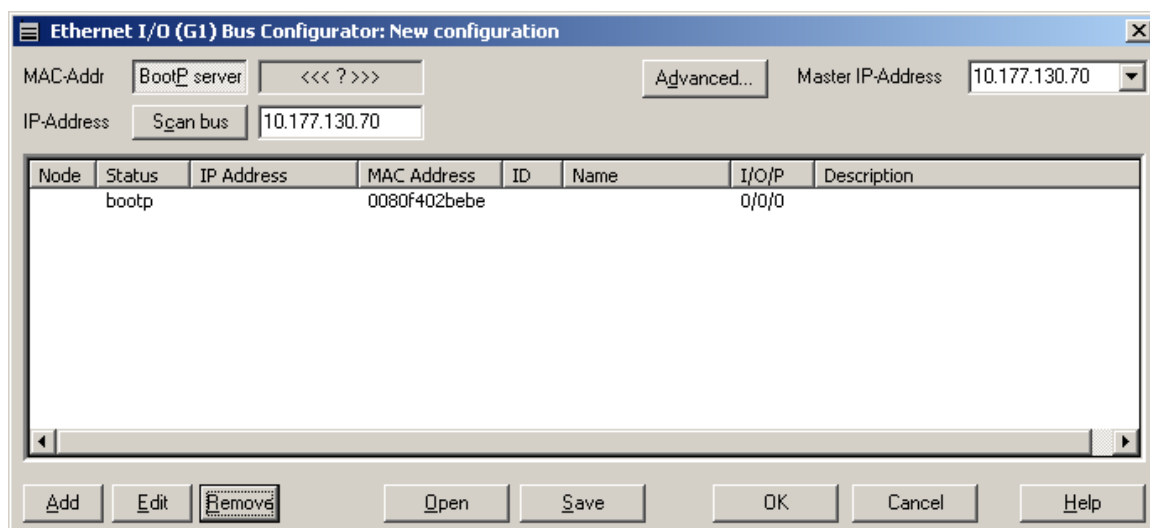 Ethernet I/O (G1) Bus Configurator: New configuration
MAC-Addr BootP server <<< ? >>> Advanced... Master IP-Address 10.177.130.70
IP-Address Scan bus 10.177.130.70
Node Status IP Address MAC Address ID Name I/O/P Description
bootp 0080f402bebe 0/0/0
Add Edit Remove Open Save OK Cancel Help